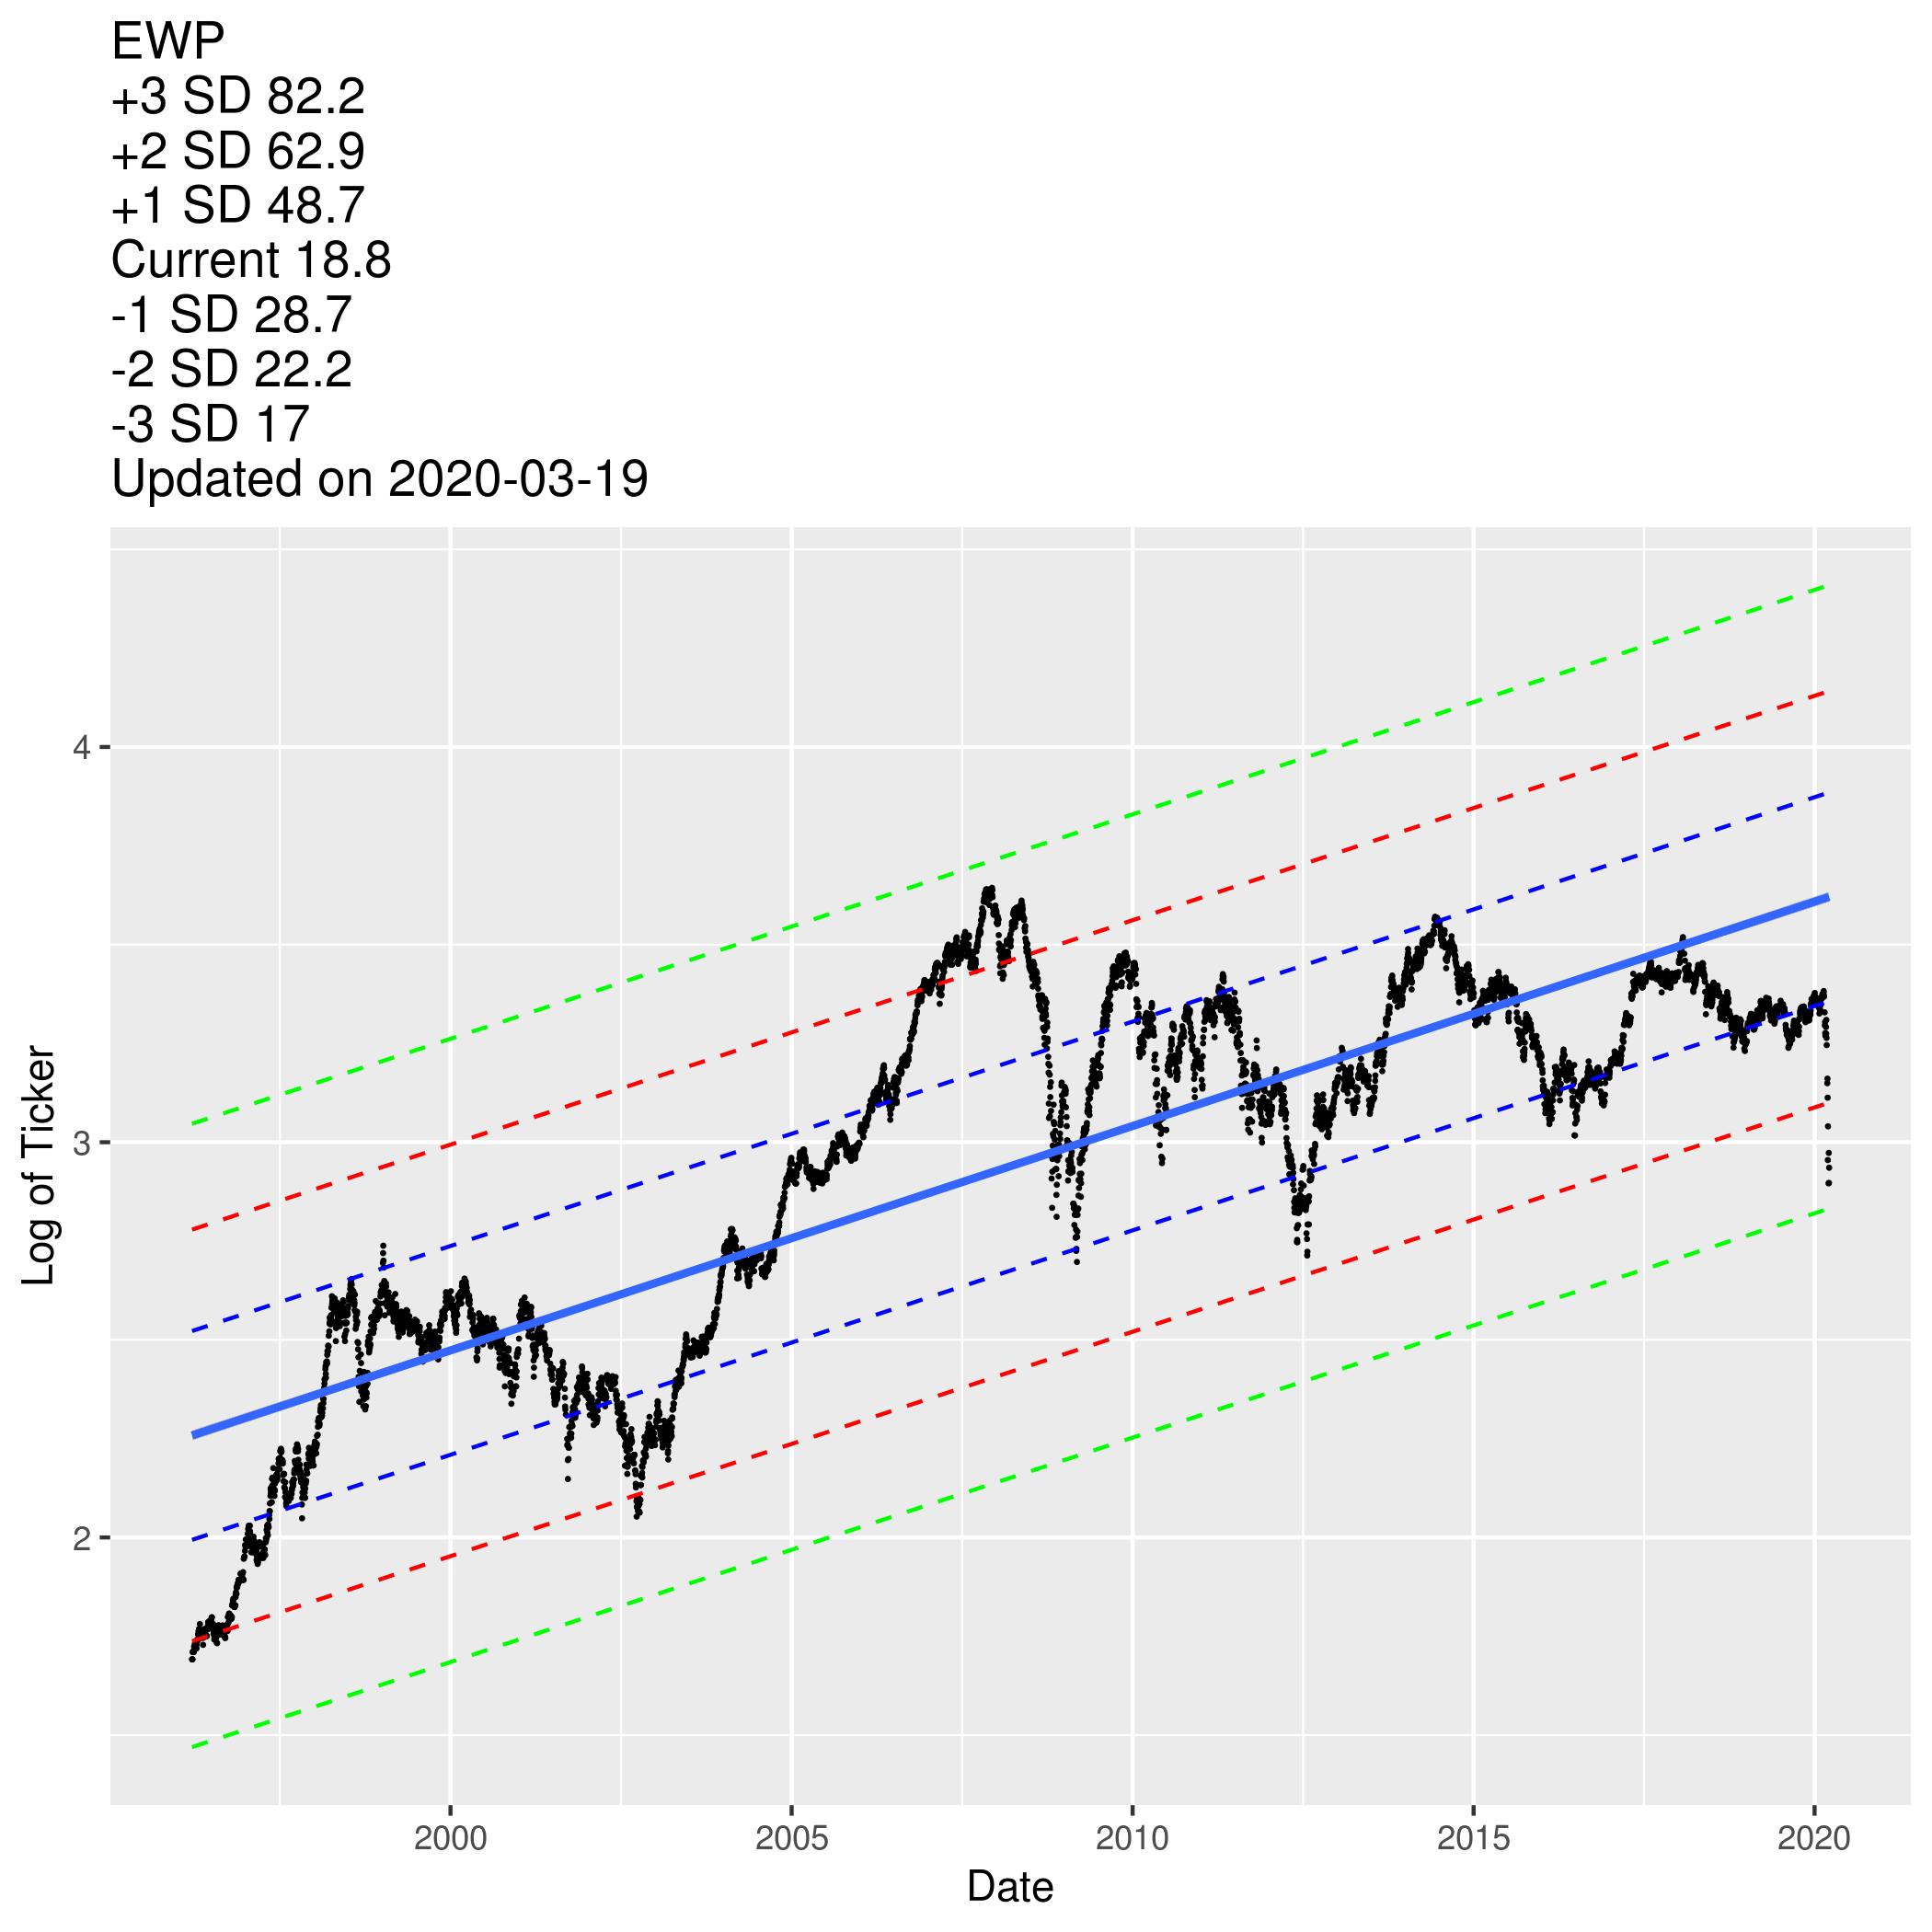 EWP
+3 SD 82.2
+2 SD 62.9
+1 SD 48.7
Current 18.8
-1 SD 28.7
-2 SD 22.2
-3 SD 17
Updated on 2020-03-19
4
3
2
Log of Ticker
2000 2005 2010 2015 2020
Date